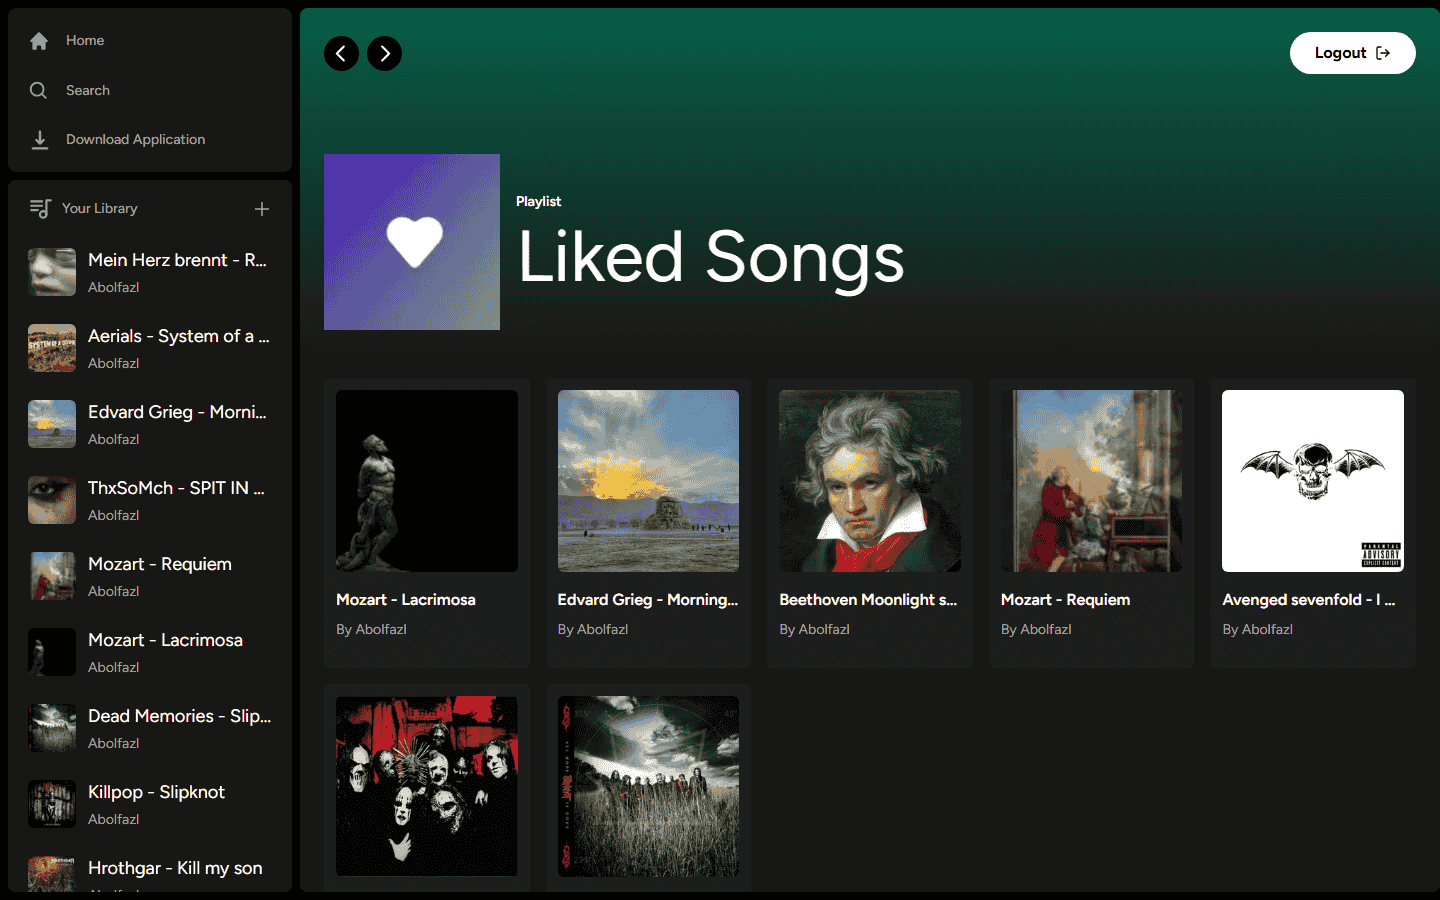 Home
Search
Download Application
Your Library
Mein Herz brennt - R...
Abolfazl
Aerials - System of a ...
Abolfazl
Edvard Grieg - Morni...
Abolfazl
ThxSoMch - SPIT IN ...
Abolfazl
Mozart - Requiem
Abolfazl
Mozart - Lacrimosa
Abolfazl
Dead Memories - Slip...
Abolfazl
Killpop - Slipknot
Abolfazl
Hrothgar - Kill my son
Logout
Playlist
Liked Songs
Mozart - Lacrimosa
By Abolfazl
Edvard Grieg - Morning...
By Abolfazl
Beethoven Moonlight s...
By Abolfazl
Mozart - Requiem
By Abolfazl
PARENTAL
ADVISORY
EXPLICIT CONTENT
Avenged sevenfold - I ...
By Abolfazl